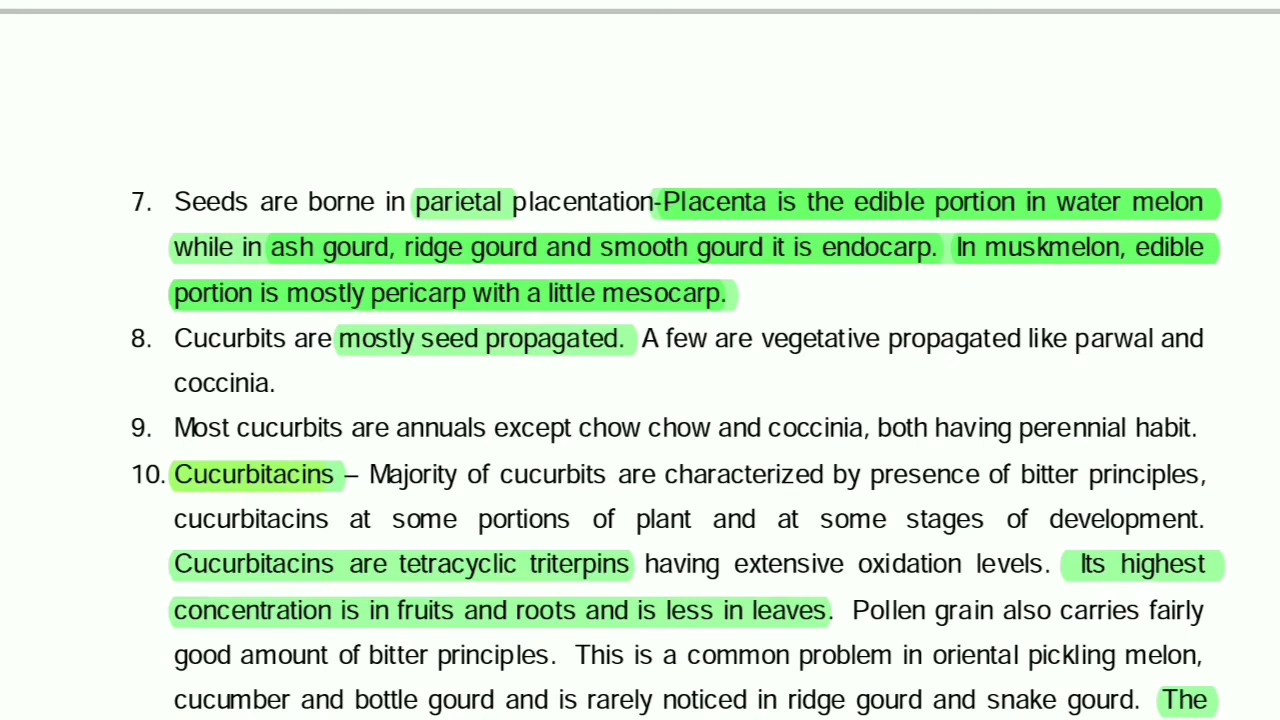 7. Seeds are borne in parietal placentation-Placenta is the edible portion in water melon
while in ash gourd, ridge gourd and smooth gourd it is endocarp. In muskmelon, edible
portion is mostly pericarp with a little mesocarp.
8. Cucurbits are mostly seed propagated. A few are vegetative propagated like parwal and
coccinia.
9. Most cucurbits are annuals except chow chow and coccinia, both having perennial habit.
10. Cucurbitacins – Majority of cucurbits are characterized by presence of bitter principles,
cucurbitacins at some portions of plant and at some stages of development.
Cucurbitacins are tetracyclic triterpins having extensive oxidation levels. Its highest
concentration is in fruits and roots and is less in leaves. Pollen grain also carries fairly
good amount of bitter principles. This is a common problem in oriental pickling melon,
cucumber and bottle gourd and is rarely noticed in ridge gourd and snake gourd. The